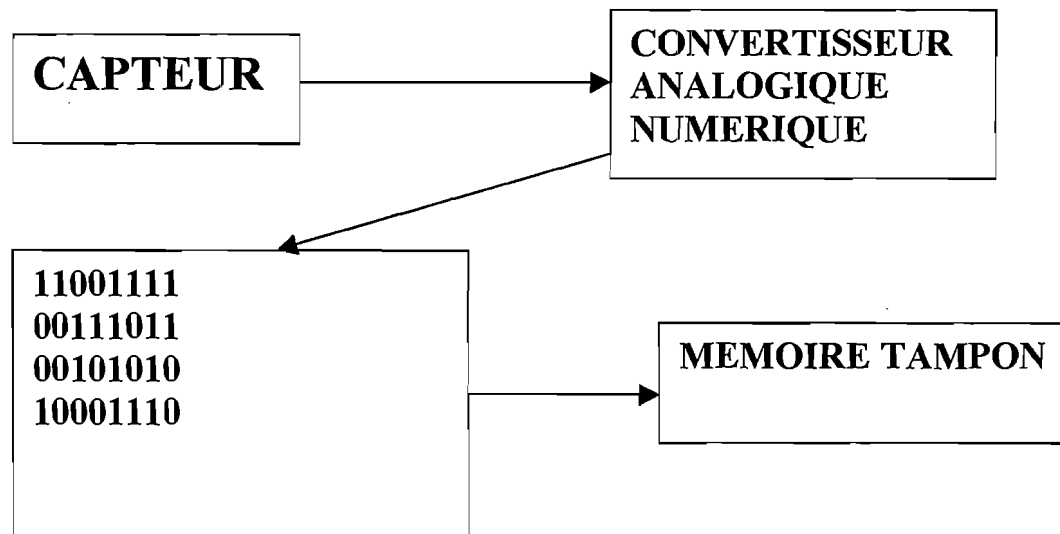 CAPTEUR
CONVERTISSEUR
ANALOGIQUE
NUMERIQUE
11001111
00111011
00101010
10001110
MEMOIRE TAMPON